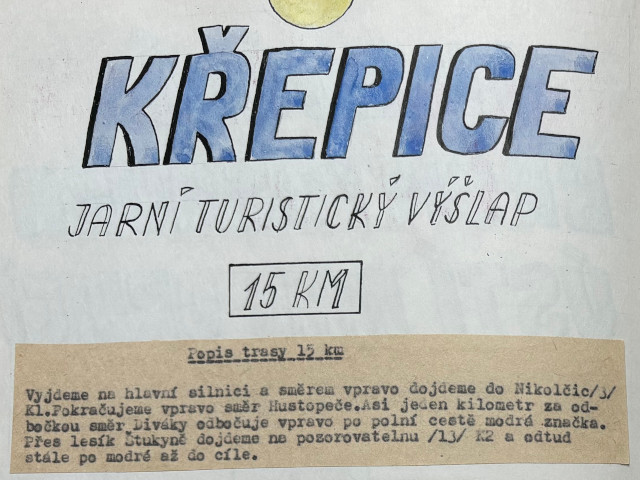 KŘEPICE
JARNÍ TURISTICKÝ VÝŠLAP
15 KM
Popis trasy 15 km
Vyjdeme na hlavní silnici a směrem vpravo dojdeme do Nikolčic/3/
Kl.Pokračujeme vpravo směr Hustopeče.Asi jeden kilometr za od-
bočkou směr Diváky odbočuje vpravo po polní cestě modrá značka.
Přes lesík Štukyně dojdeme na pozorovatelnu /13/ K2 a odtud
stále po modré až do cíle.